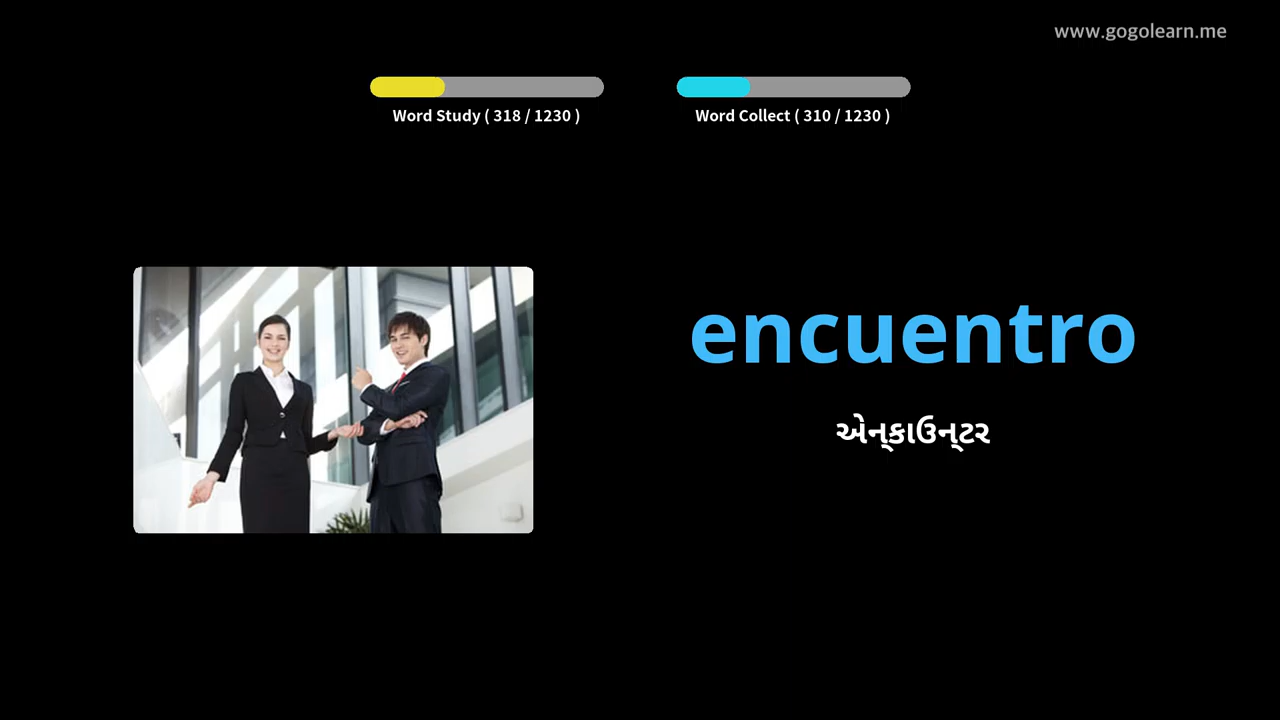 www.gogolearn.me
Word Study ( 318 / 1230 )
Word Collect ( 310 / 1230 )
encuentro
એન્કાઉન્ટર